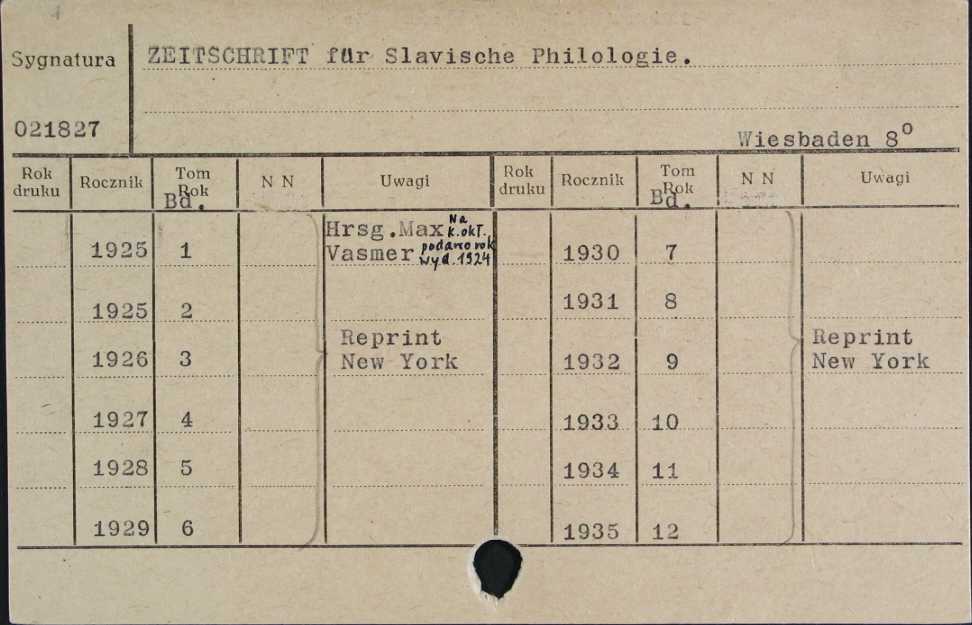 Sygnatura
ZEITSCHRIFT für Slavische Philologie.
021827
Wiesbaden 8º
Rok druku Rocznik Tom Rok Bd. N N Uwagi Rok druku Rocznik Tom Rok Bd. N N Uwagi
Hrsg. Max Vasmer
Na k. okł. podano rok wyd. 1924
1925 1
1925 2
1926 3
Reprint
New York
1927 4
1928 5
1929 6
1930 7
1931 8
1932 9
Reprint
New York
1933 10
1934 11
1935 12